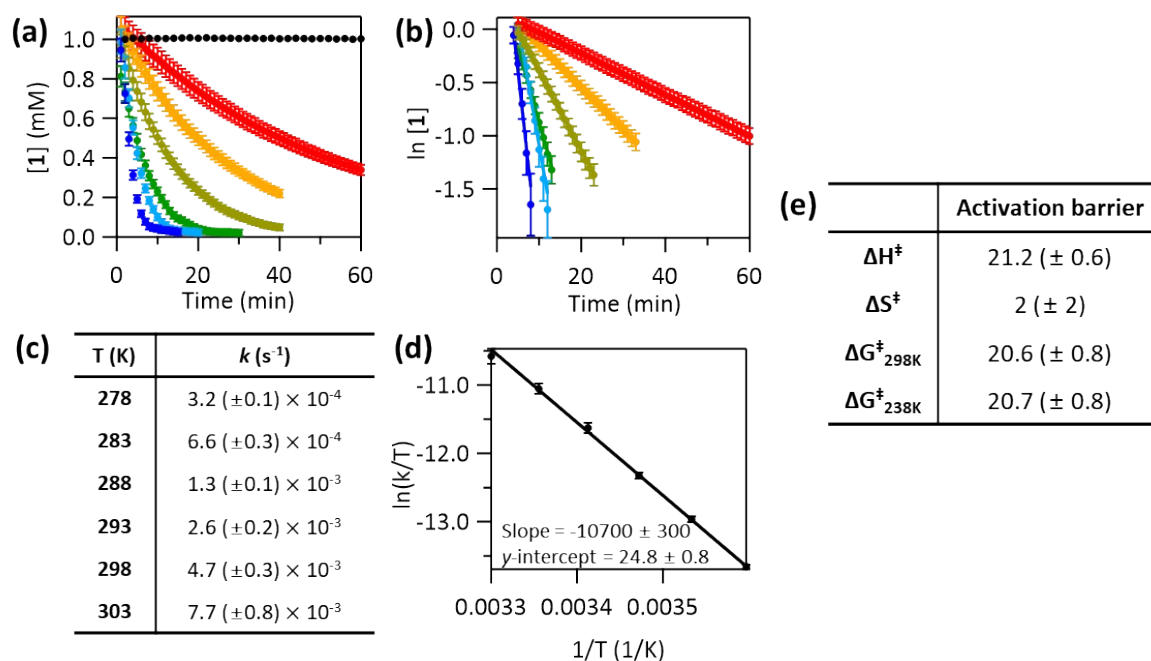 (a)
[1] (mM)
1.0
0.8
0.6
0.4
0.2
0.0
0 20 40 60
Time (min)
(b)
ln [1]
0.0
-0.5
-1.0
-1.5
0 20 40 60
Time (min)
(c)
T (K) k (s⁻¹)
278 3.2 (±0.1) × 10⁻⁴
283 6.6 (±0.3) × 10⁻⁴
288 1.3 (±0.1) × 10⁻³
293 2.6 (±0.2) × 10⁻³
298 4.7 (±0.3) × 10⁻³
303 7.7 (±0.8) × 10⁻³
(d)
ln(k/T)
-11.0
-12.0
-13.0
Slope = -10700 ± 300
y-intercept = 24.8 ± 0.8
0.0033 0.0034 0.0035
1/T (1/K)
(e)
Activation barrier
ΔH‡ 21.2 (± 0.6)
ΔS‡ 2 (± 2)
ΔG‡298K 20.6 (± 0.8)
ΔG‡238K 20.7 (± 0.8)